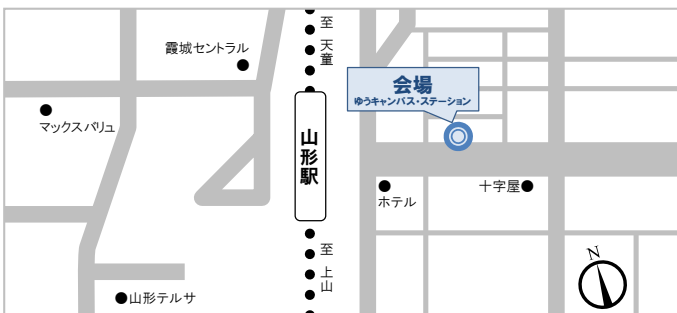 至
天童
霞城セントラル
会場
ゆうキャンパス・ステーション
マックスバリュ
山形駅
ホテル
十字屋
至
上山
N
山形テルサ